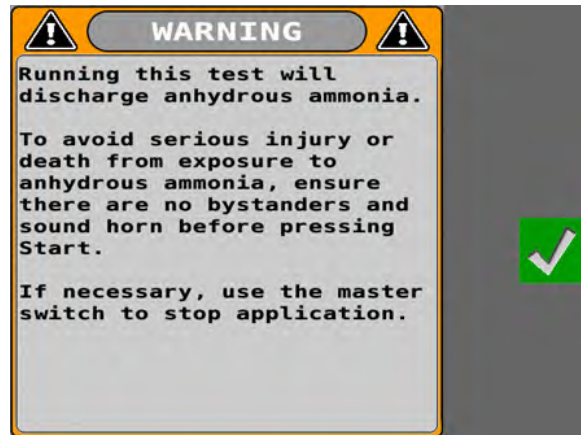 WARNING
Running this test will
discharge anhydrous ammonia.
To avoid serious injury or
death from exposure to
anhydrous ammonia, ensure
there are no bystanders and
sound horn before pressing
Start.
If necessary, use the master
switch to stop application.